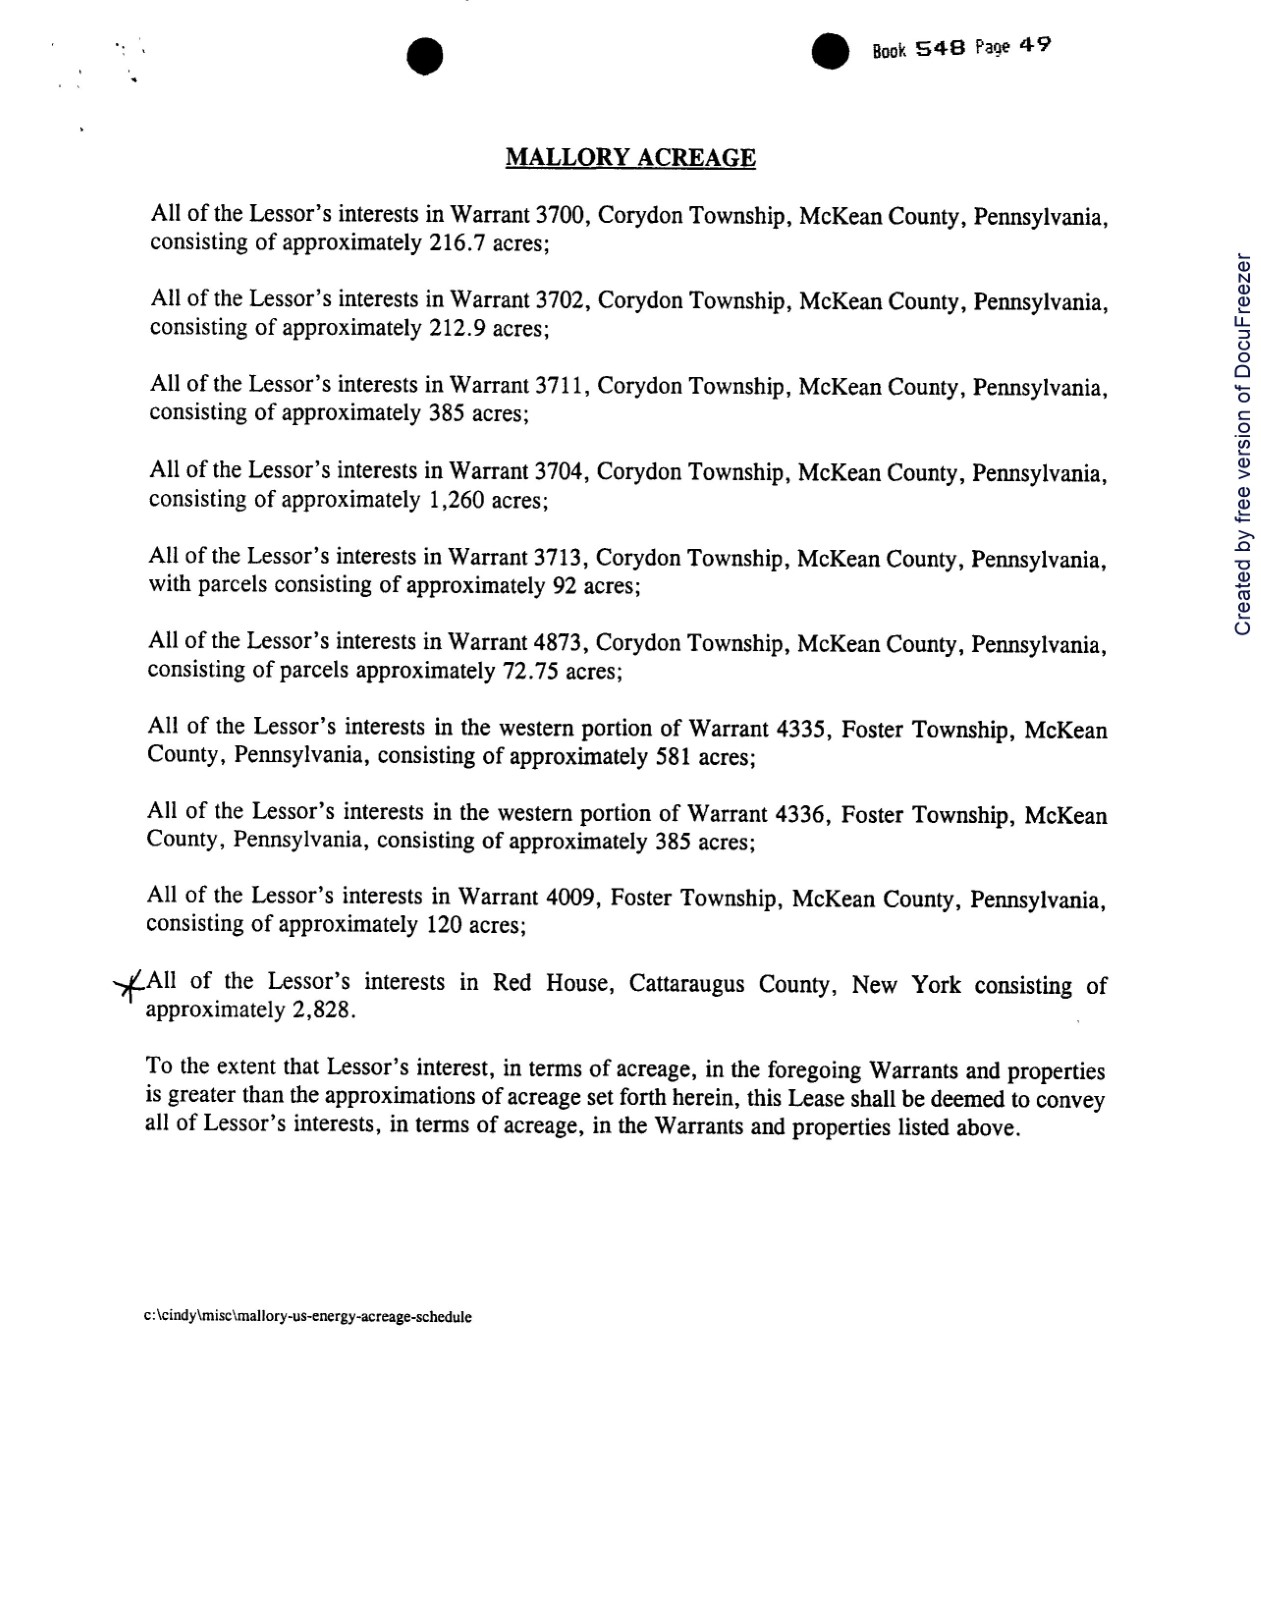 Book 548 Page 49
MALLORY ACREAGE
All of the Lessor's interests in Warrant 3700, Corydon Township, McKean County, Pennsylvania,
consisting of approximately 216.7 acres;
All of the Lessor's interests in Warrant 3702, Corydon Township, McKean County, Pennsylvania,
consisting of approximately 212.9 acres;
All of the Lessor's interests in Warrant 3711, Corydon Township, McKean County, Pennsylvania,
consisting of approximately 385 acres;
All of the Lessor's interests in Warrant 3704, Corydon Township, McKean County, Pennsylvania,
consisting of approximately 1,260 acres;
All of the Lessor's interests in Warrant 3713, Corydon Township, McKean County, Pennsylvania,
with parcels consisting of approximately 92 acres;
All of the Lessor's interests in Warrant 4873, Corydon Township, McKean County, Pennsylvania,
consisting of parcels approximately 72.75 acres;
All of the Lessor's interests in the western portion of Warrant 4335, Foster Township, McKean
County, Pennsylvania, consisting of approximately 581 acres;
All of the Lessor's interests in the western portion of Warrant 4336, Foster Township, McKean
County, Pennsylvania, consisting of approximately 385 acres;
All of the Lessor's interests in Warrant 4009, Foster Township, McKean County, Pennsylvania,
consisting of approximately 120 acres;
All of the Lessor's interests in Red House, Cattaraugus County, New York consisting of
approximately 2,828.
To the extent that Lessor's interest, in terms of acreage, in the foregoing Warrants and properties
is greater than the approximations of acreage set forth herein, this Lease shall be deemed to convey
all of Lessor's interests, in terms of acreage, in the Warrants and properties listed above.
c:\cindy\misc\mallory-us-energy-acreage-schedule
Created by free version of DocuFreezer